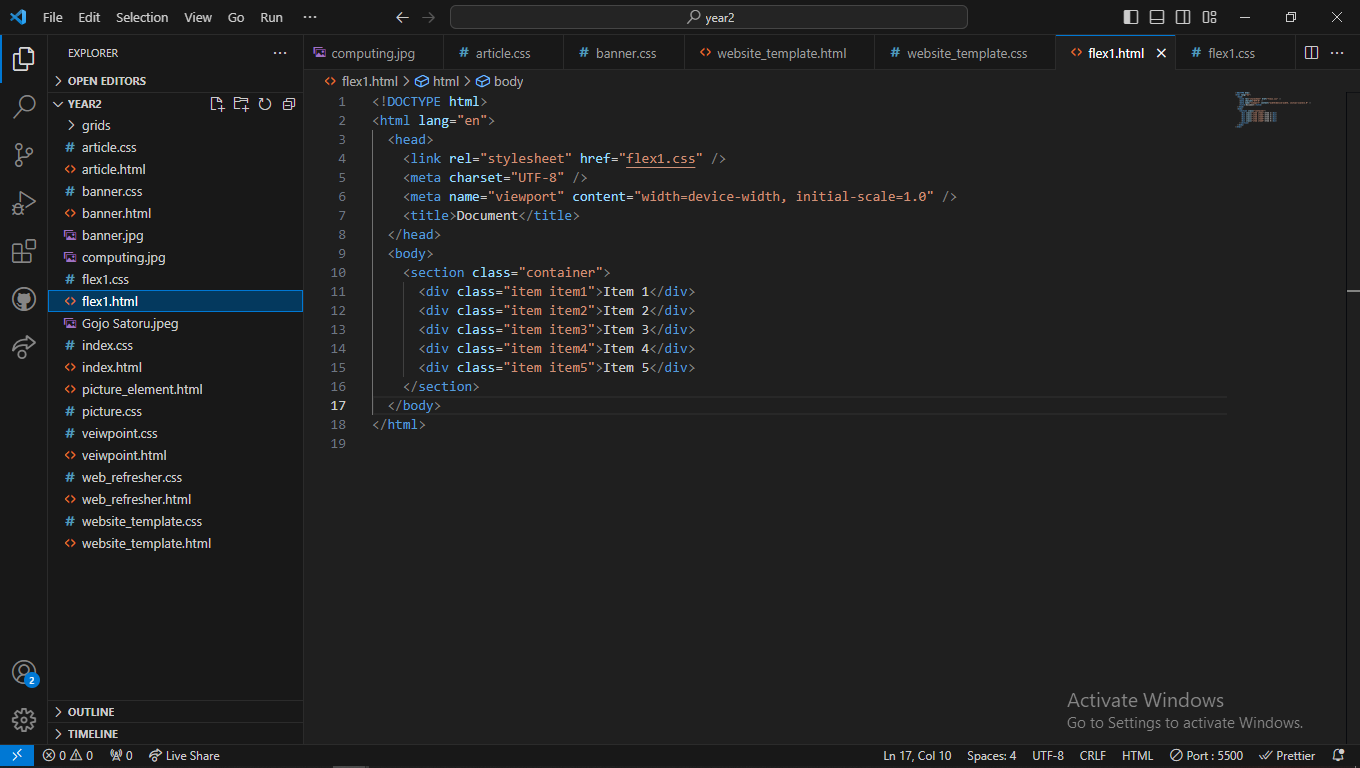 File Edit Selection View Go Run ··· year2
EXPLORER ···
OPEN EDITORS
YEAR2
grids
# article.css
<> article.html
# banner.css
<> banner.html
banner.jpg
computing.jpg
# flex1.css
<> flex1.html
Gojo Satoru.jpeg
# index.css
<> index.html
<> picture_element.html
# picture.css
# veiwpoint.css
<> veiwpoint.html
# web_refresher.css
<> web_refresher.html
# website_template.css
<> website_template.html
OUTLINE
TIMELINE
2
computing.jpg # article.css # banner.css <> website_template.html # website_template.css <> flex1.html # flex1.css ···
<> flex1.html > html > body
1 <!DOCTYPE html>
2 <html lang="en">
3 <head>
4 <link rel="stylesheet" href="flex1.css" />
5 <meta charset="UTF-8" />
6 <meta name="viewport" content="width=device-width, initial-scale=1.0" />
7 <title>Document</title>
8 </head>
9 <body>
10 <section class="container">
11 <div class="item item1">Item 1</div>
12 <div class="item item2">Item 2</div>
13 <div class="item item3">Item 3</div>
14 <div class="item item4">Item 4</div>
15 <div class="item item5">Item 5</div>
16 </section>
17 </body>
18 </html>
19
Activate Windows
Go to Settings to activate Windows.
0 0 0 Live Share Ln 17, Col 10 Spaces: 4 UTF-8 CRLF HTML Port : 5500 Prettier